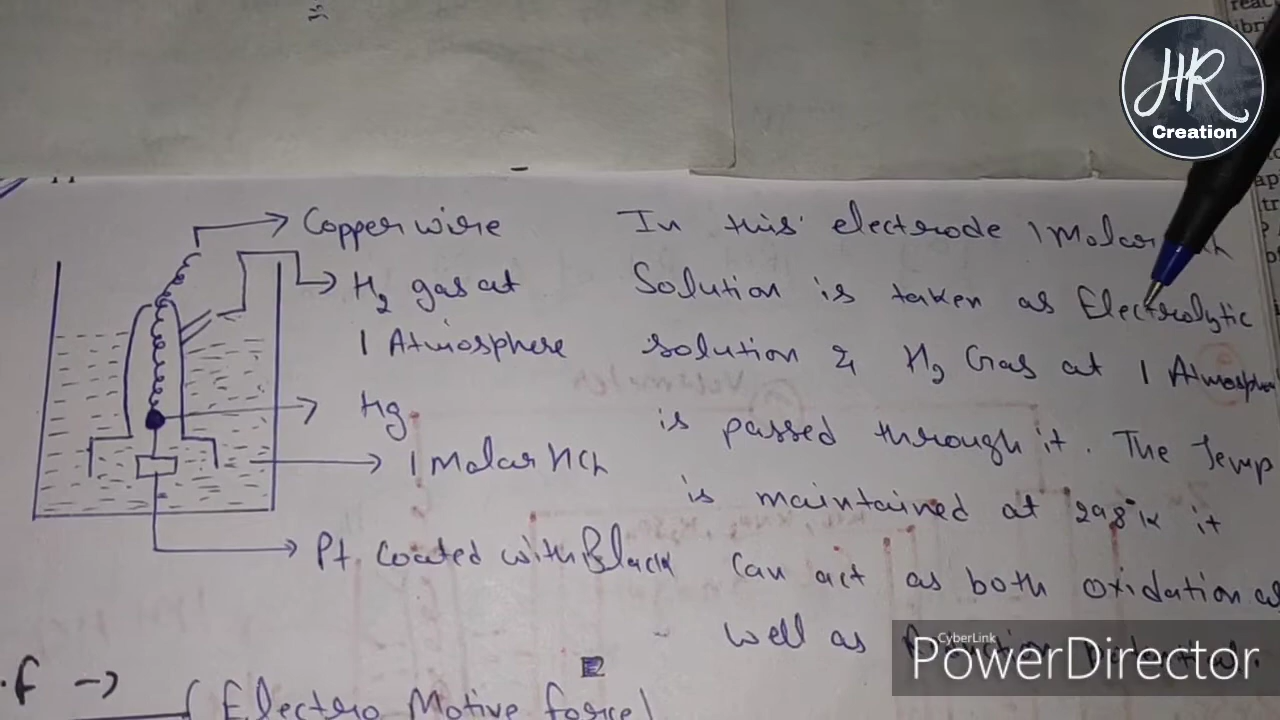 HR
Creation
Copper wire
H2 gas at
1 Atmosphere
Hg
1 Molar HCl
Pt. Coated with Black
In this electrode 1 Molar
Solution is taken as Electrolytic
solution & H2 Gas at 1 Atmospher
is passed through it. The Temp
is maintained at 298°K it
Can act as both Oxidation as
well as
.f →
( Electro Motive force)
CyberLink
PowerDirector